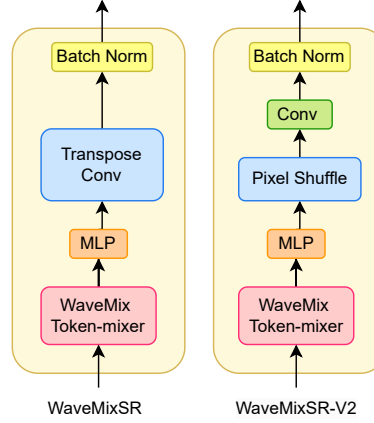 Batch Norm
Transpose
Conv
MLP
WaveMix
Token-mixer
WaveMixSR
Batch Norm
Conv
Pixel Shuffle
MLP
WaveMix
Token-mixer
WaveMixSR-V2